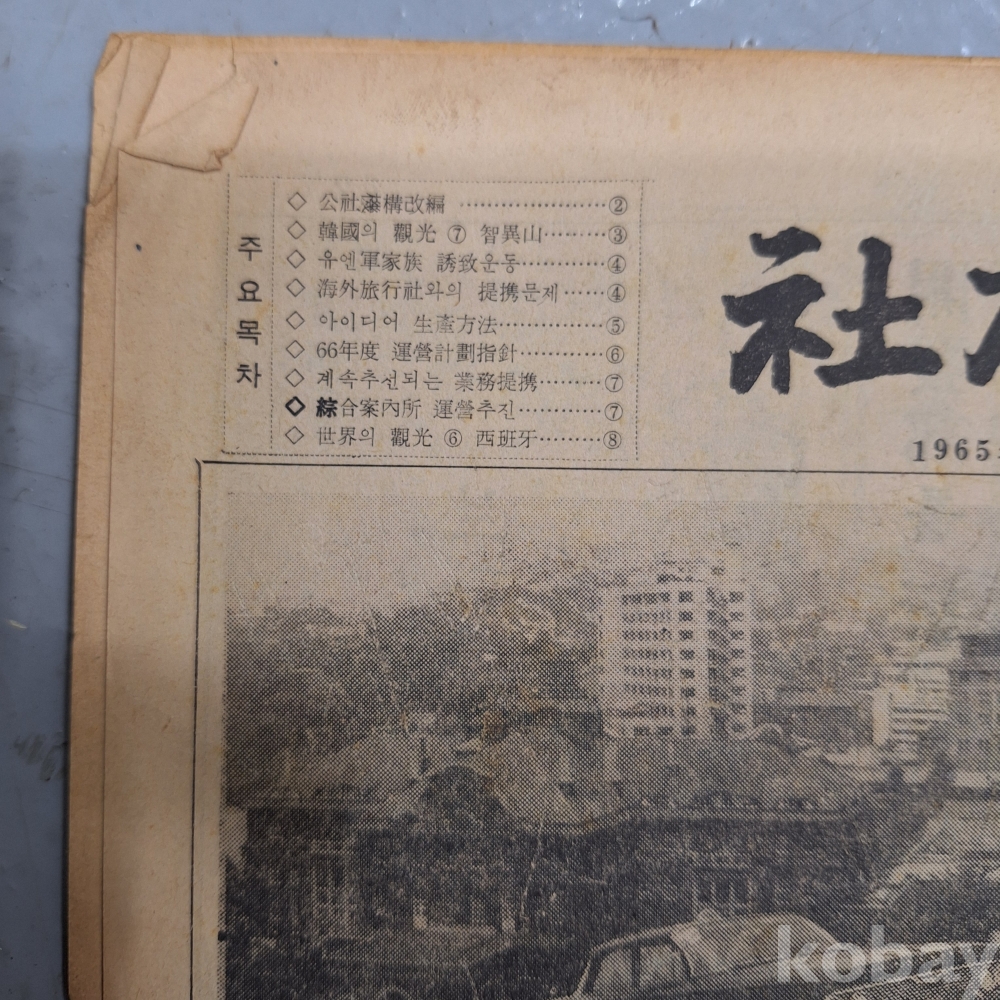 주요목차
◇ 公社機構改編 …………………②
◇ 韓國의 觀光 ⑦ 智異山………③
◇ 유엔軍家族 誘致운동…………④
◇ 海外旅行社와의 提携문제……④
◇ 아이디어 生產方法……………⑤
◇ 66年度 運營計劃指針…………⑥
◇ 계속추진되는 業務提携………⑦
◇ 綜合案內所 運營추진…………⑦
◇ 世界의 觀光 ⑥ 西班牙………⑧
社
1965
kobay